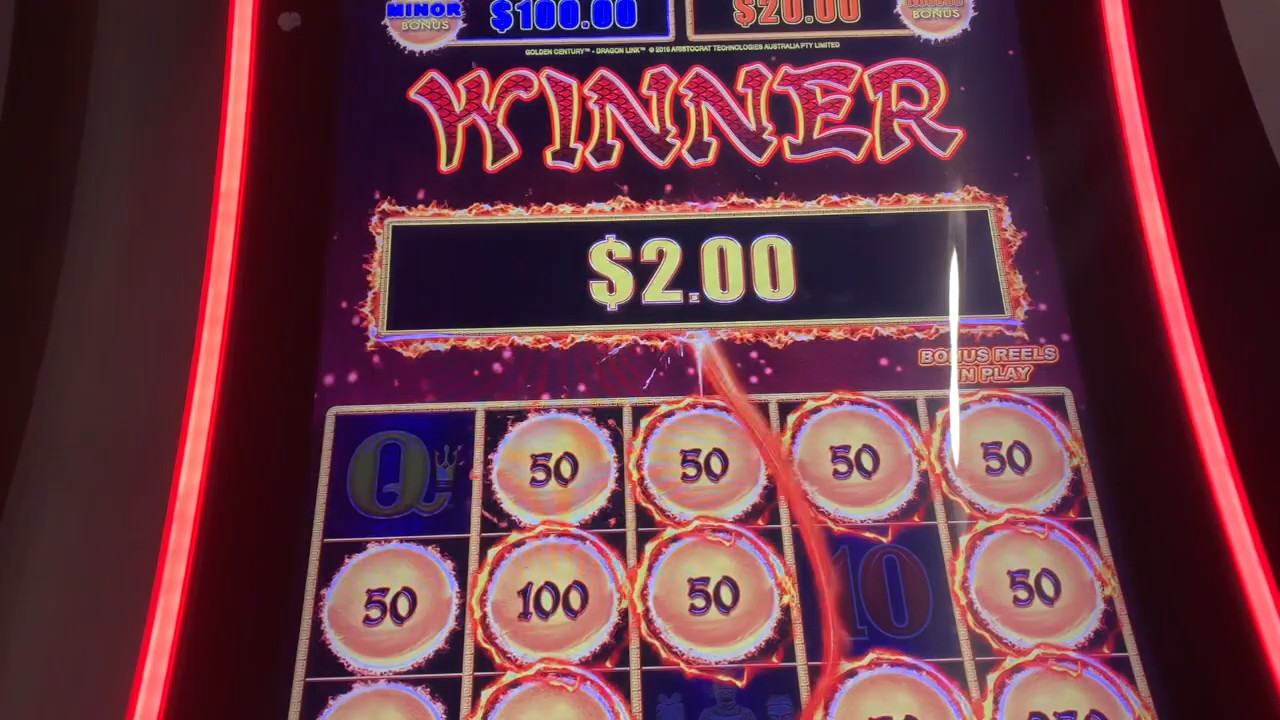 MINOR
BONUS
$100.00
$20.00
BONUS
GOLDEN CENTURY™ - DRAGON LINK™ © 2016 ARISTOCRAT TECHNOLOGIES AUSTRALIA PTY LIMITED
WINNER
$2.00
BONUS REELS
IN PLAY
Q 50 50 50 50
50 100 50 10 50